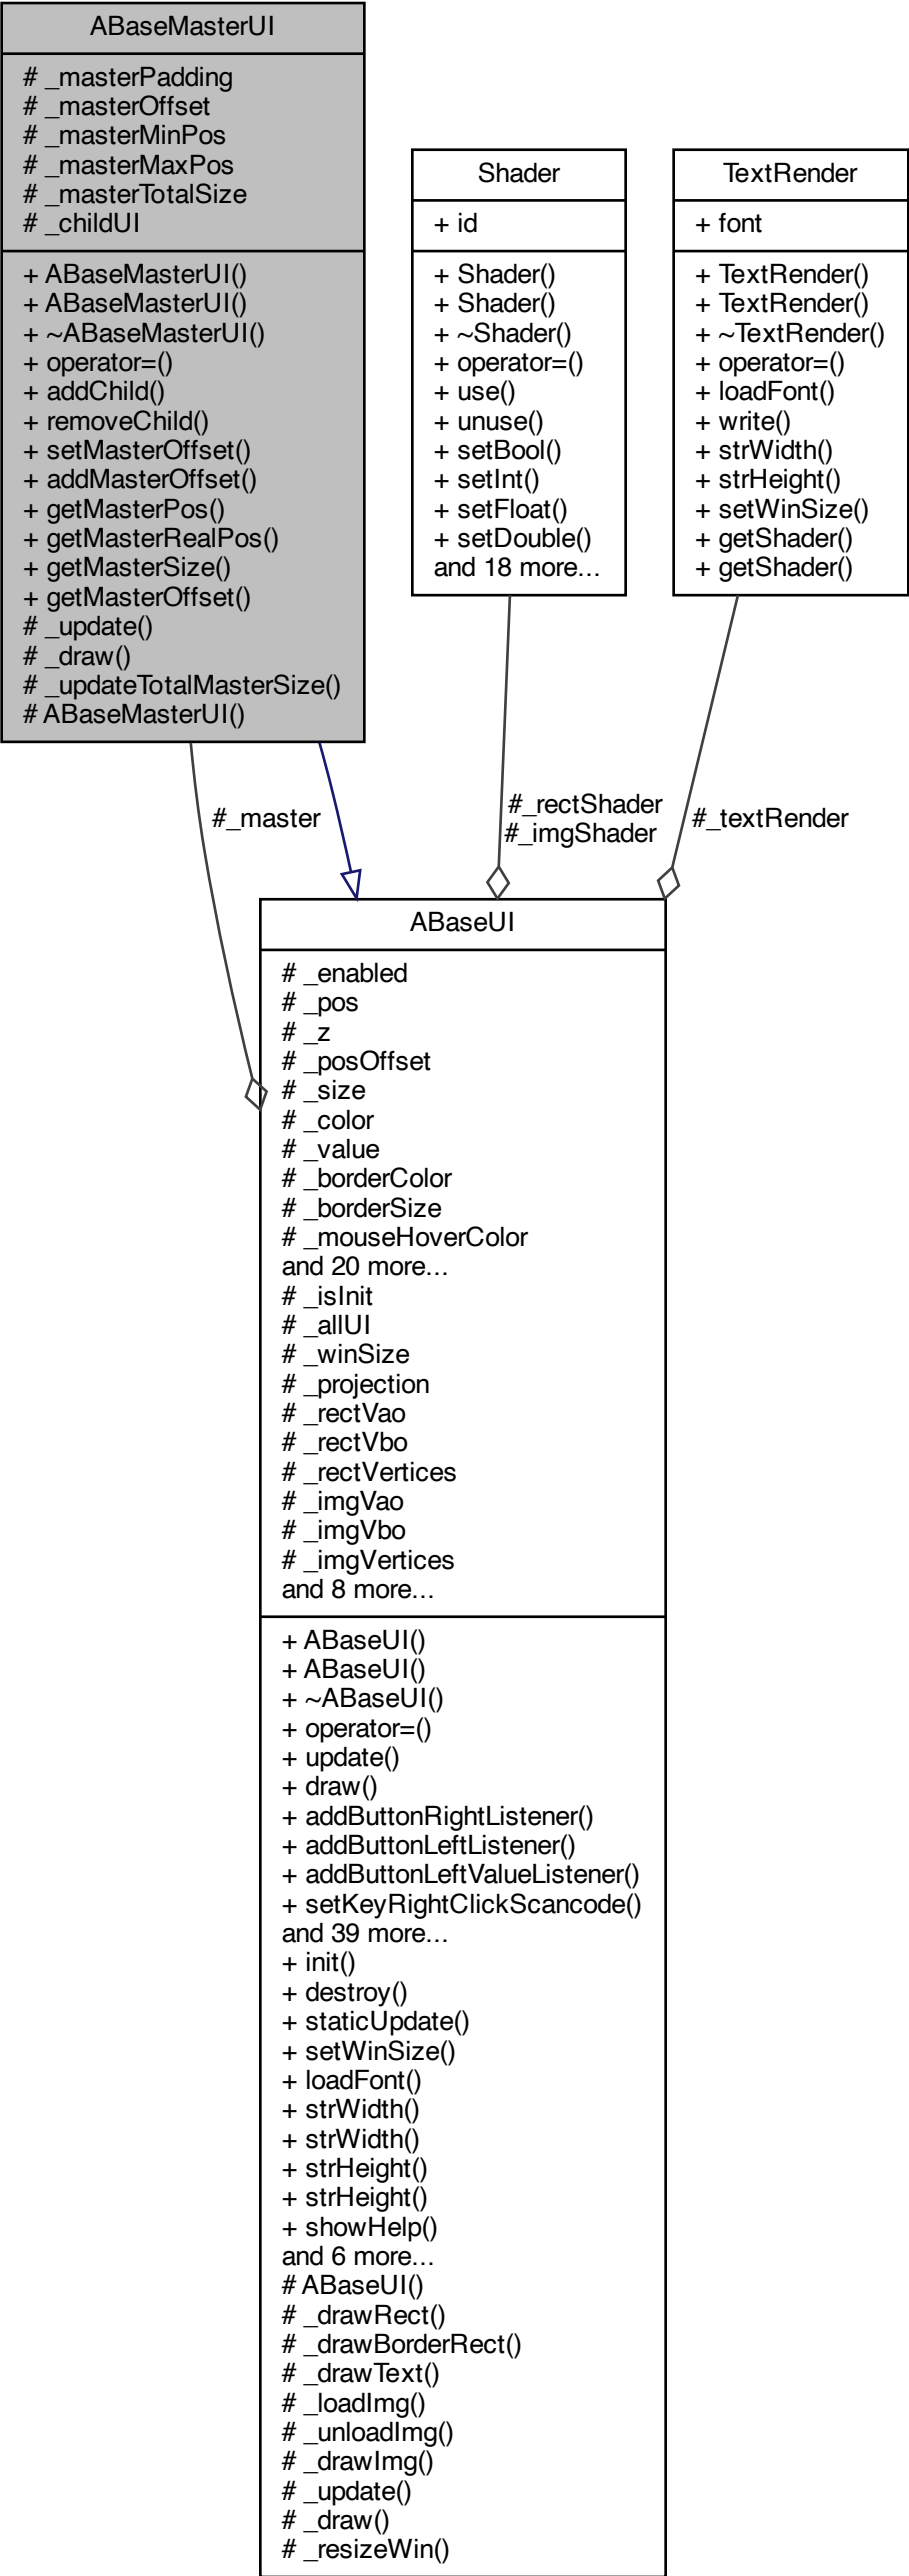 ABaseMasterUI
# _masterPadding
# _masterOffset
# _masterMinPos
# _masterMaxPos
# _masterTotalSize
# _childUI
+ ABaseMasterUI()
+ ABaseMasterUI()
+ ~ABaseMasterUI()
+ operator=()
+ addChild()
+ removeChild()
+ setMasterOffset()
+ addMasterOffset()
+ getMasterPos()
+ getMasterRealPos()
+ getMasterSize()
+ getMasterOffset()
# _update()
# _draw()
# _updateTotalMasterSize()
# ABaseMasterUI()
Shader
+ id
+ Shader()
+ Shader()
+ ~Shader()
+ operator=()
+ use()
+ unuse()
+ setBool()
+ setInt()
+ setFloat()
+ setDouble()
and 18 more...
TextRender
+ font
+ TextRender()
+ TextRender()
+ ~TextRender()
+ operator=()
+ loadFont()
+ write()
+ strWidth()
+ strHeight()
+ setWinSize()
+ getShader()
+ getShader()
#_master
#_rectShader
#_imgShader
#_textRender
ABaseUI
# _enabled
# _pos
# _z
# _posOffset
# _size
# _color
# _value
# _borderColor
# _borderSize
# _mouseHoverColor
and 20 more...
# _isInit
# _allUI
# _winSize
# _projection
# _rectVao
# _rectVbo
# _rectVertices
# _imgVao
# _imgVbo
# _imgVertices
and 8 more...
+ ABaseUI()
+ ABaseUI()
+ ~ABaseUI()
+ operator=()
+ update()
+ draw()
+ addButtonRightListener()
+ addButtonLeftListener()
+ addButtonLeftValueListener()
+ setKeyRightClickScancode()
and 39 more...
+ init()
+ destroy()
+ staticUpdate()
+ setWinSize()
+ loadFont()
+ strWidth()
+ strWidth()
+ strHeight()
+ strHeight()
+ showHelp()
and 6 more...
# ABaseUI()
# _drawRect()
# _drawBorderRect()
# _drawText()
# _loadImg()
# _unloadImg()
# _drawImg()
# _update()
# _draw()
# _resizeWin()